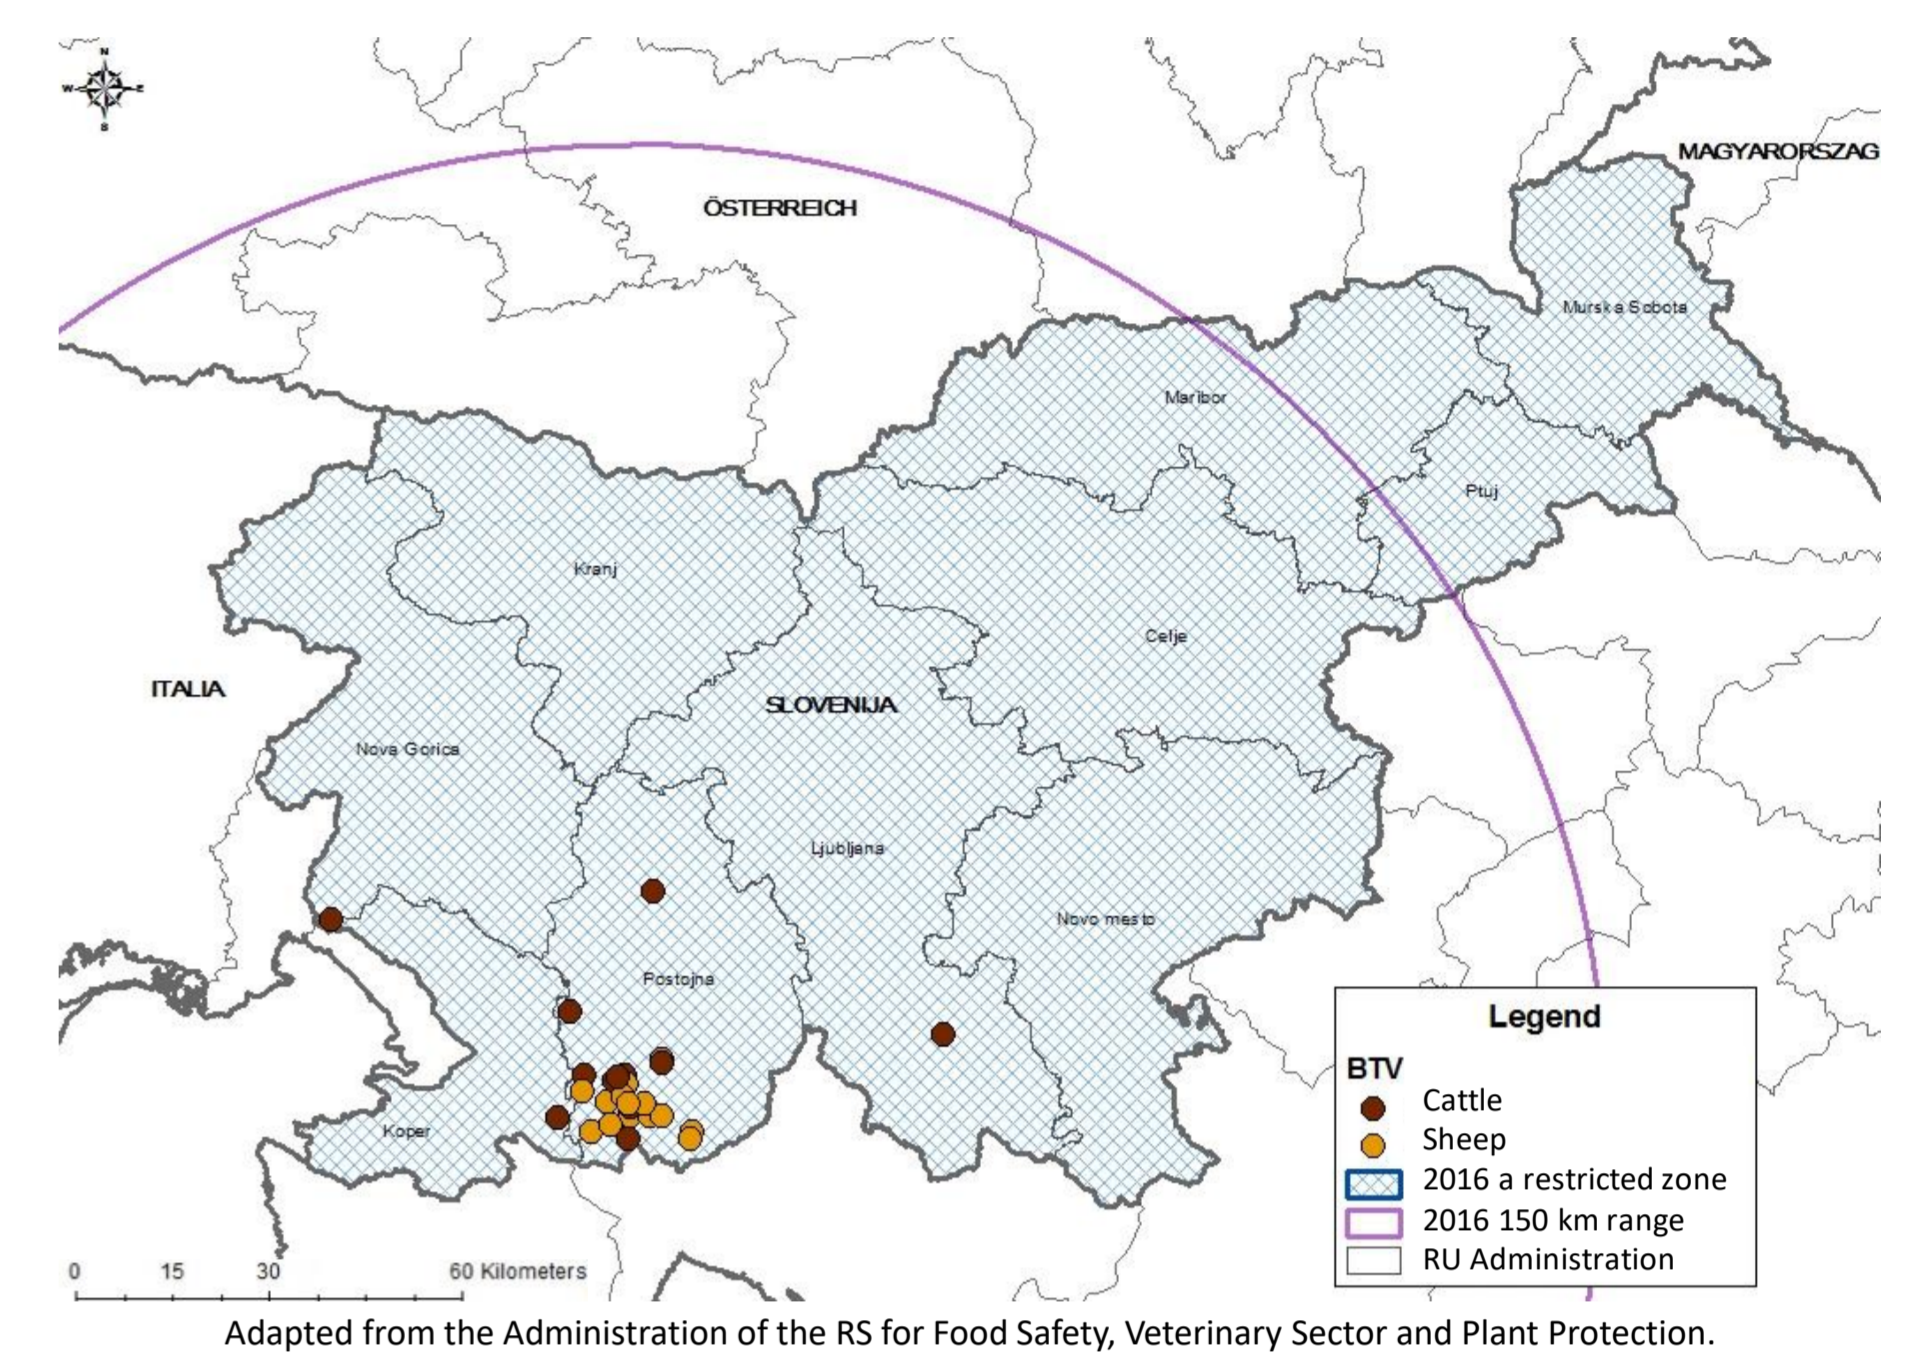 N
W E
S
MAGYARORSZAG
ÖSTERREICH
Murska Sobota
Maribor
Ptuj
Kranj
Celje
ITALIA
SLOVENIJA
Nova Gorica
Ljubljana
Novo mesto
Postojna
Koper
Legend
BTV
Cattle
Sheep
2016 a restricted zone
2016 150 km range
RU Administration
0 15 30 60 Kilometers
Adapted from the Administration of the RS for Food Safety, Veterinary Sector and Plant Protection.